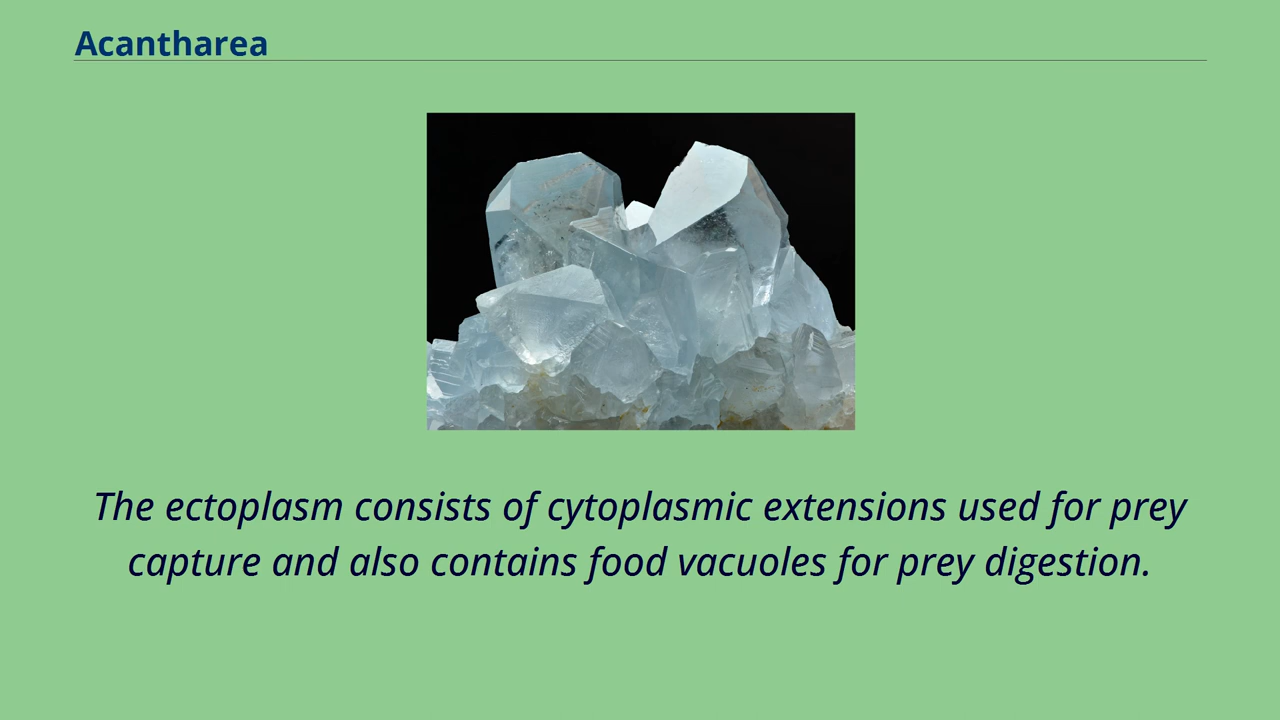 Acantharea
The ectoplasm consists of cytoplasmic extensions used for prey
capture and also contains food vacuoles for prey digestion.